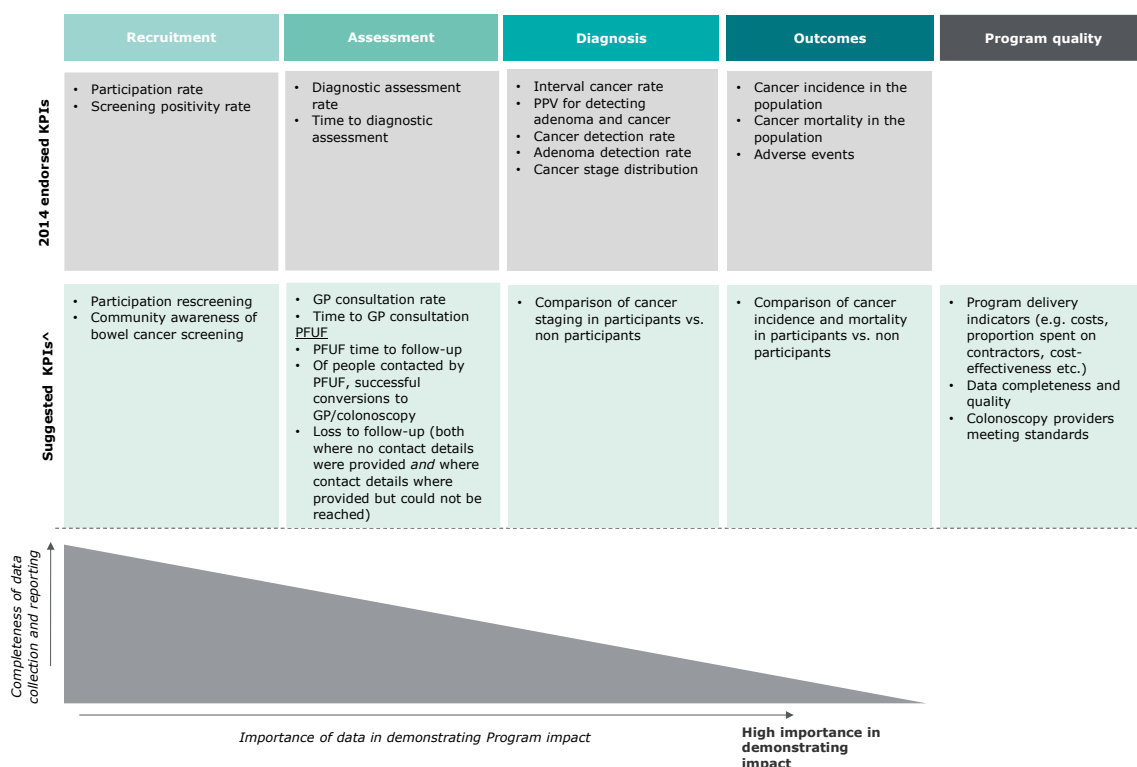 Recruitment
Assessment
Diagnosis
Outcomes
Program quality
2014 endorsed KPIs
• Participation rate
• Screening positivity rate
• Diagnostic assessment
rate
• Time to diagnostic
assessment
• Interval cancer rate
• PPV for detecting
adenoma and cancer
• Cancer detection rate
• Adenoma detection rate
• Cancer stage distribution
• Cancer incidence in the
population
• Cancer mortality in the
population
• Adverse events
Suggested KPIs^
• Participation rescreening
• Community awareness of
bowel cancer screening
• GP consultation rate
• Time to GP consultation
PFUF
• PFUF time to follow-up
• Of people contacted by
PFUF, successful
conversions to
GP/colonoscopy
• Loss to follow-up (both
where no contact details
were provided and where
contact details where
provided but could not be
reached)
• Comparison of cancer
staging in participants vs.
non participants
• Comparison of cancer
incidence and mortality
in participants vs. non
participants
• Program delivery
indicators (e.g. costs,
proportion spent on
contractors, cost-
effectiveness etc.)
• Data completeness and
quality
• Colonoscopy providers
meeting standards
Completeness of data
collection and reporting
Importance of data in demonstrating Program impact
High importance in
demonstrating
impact